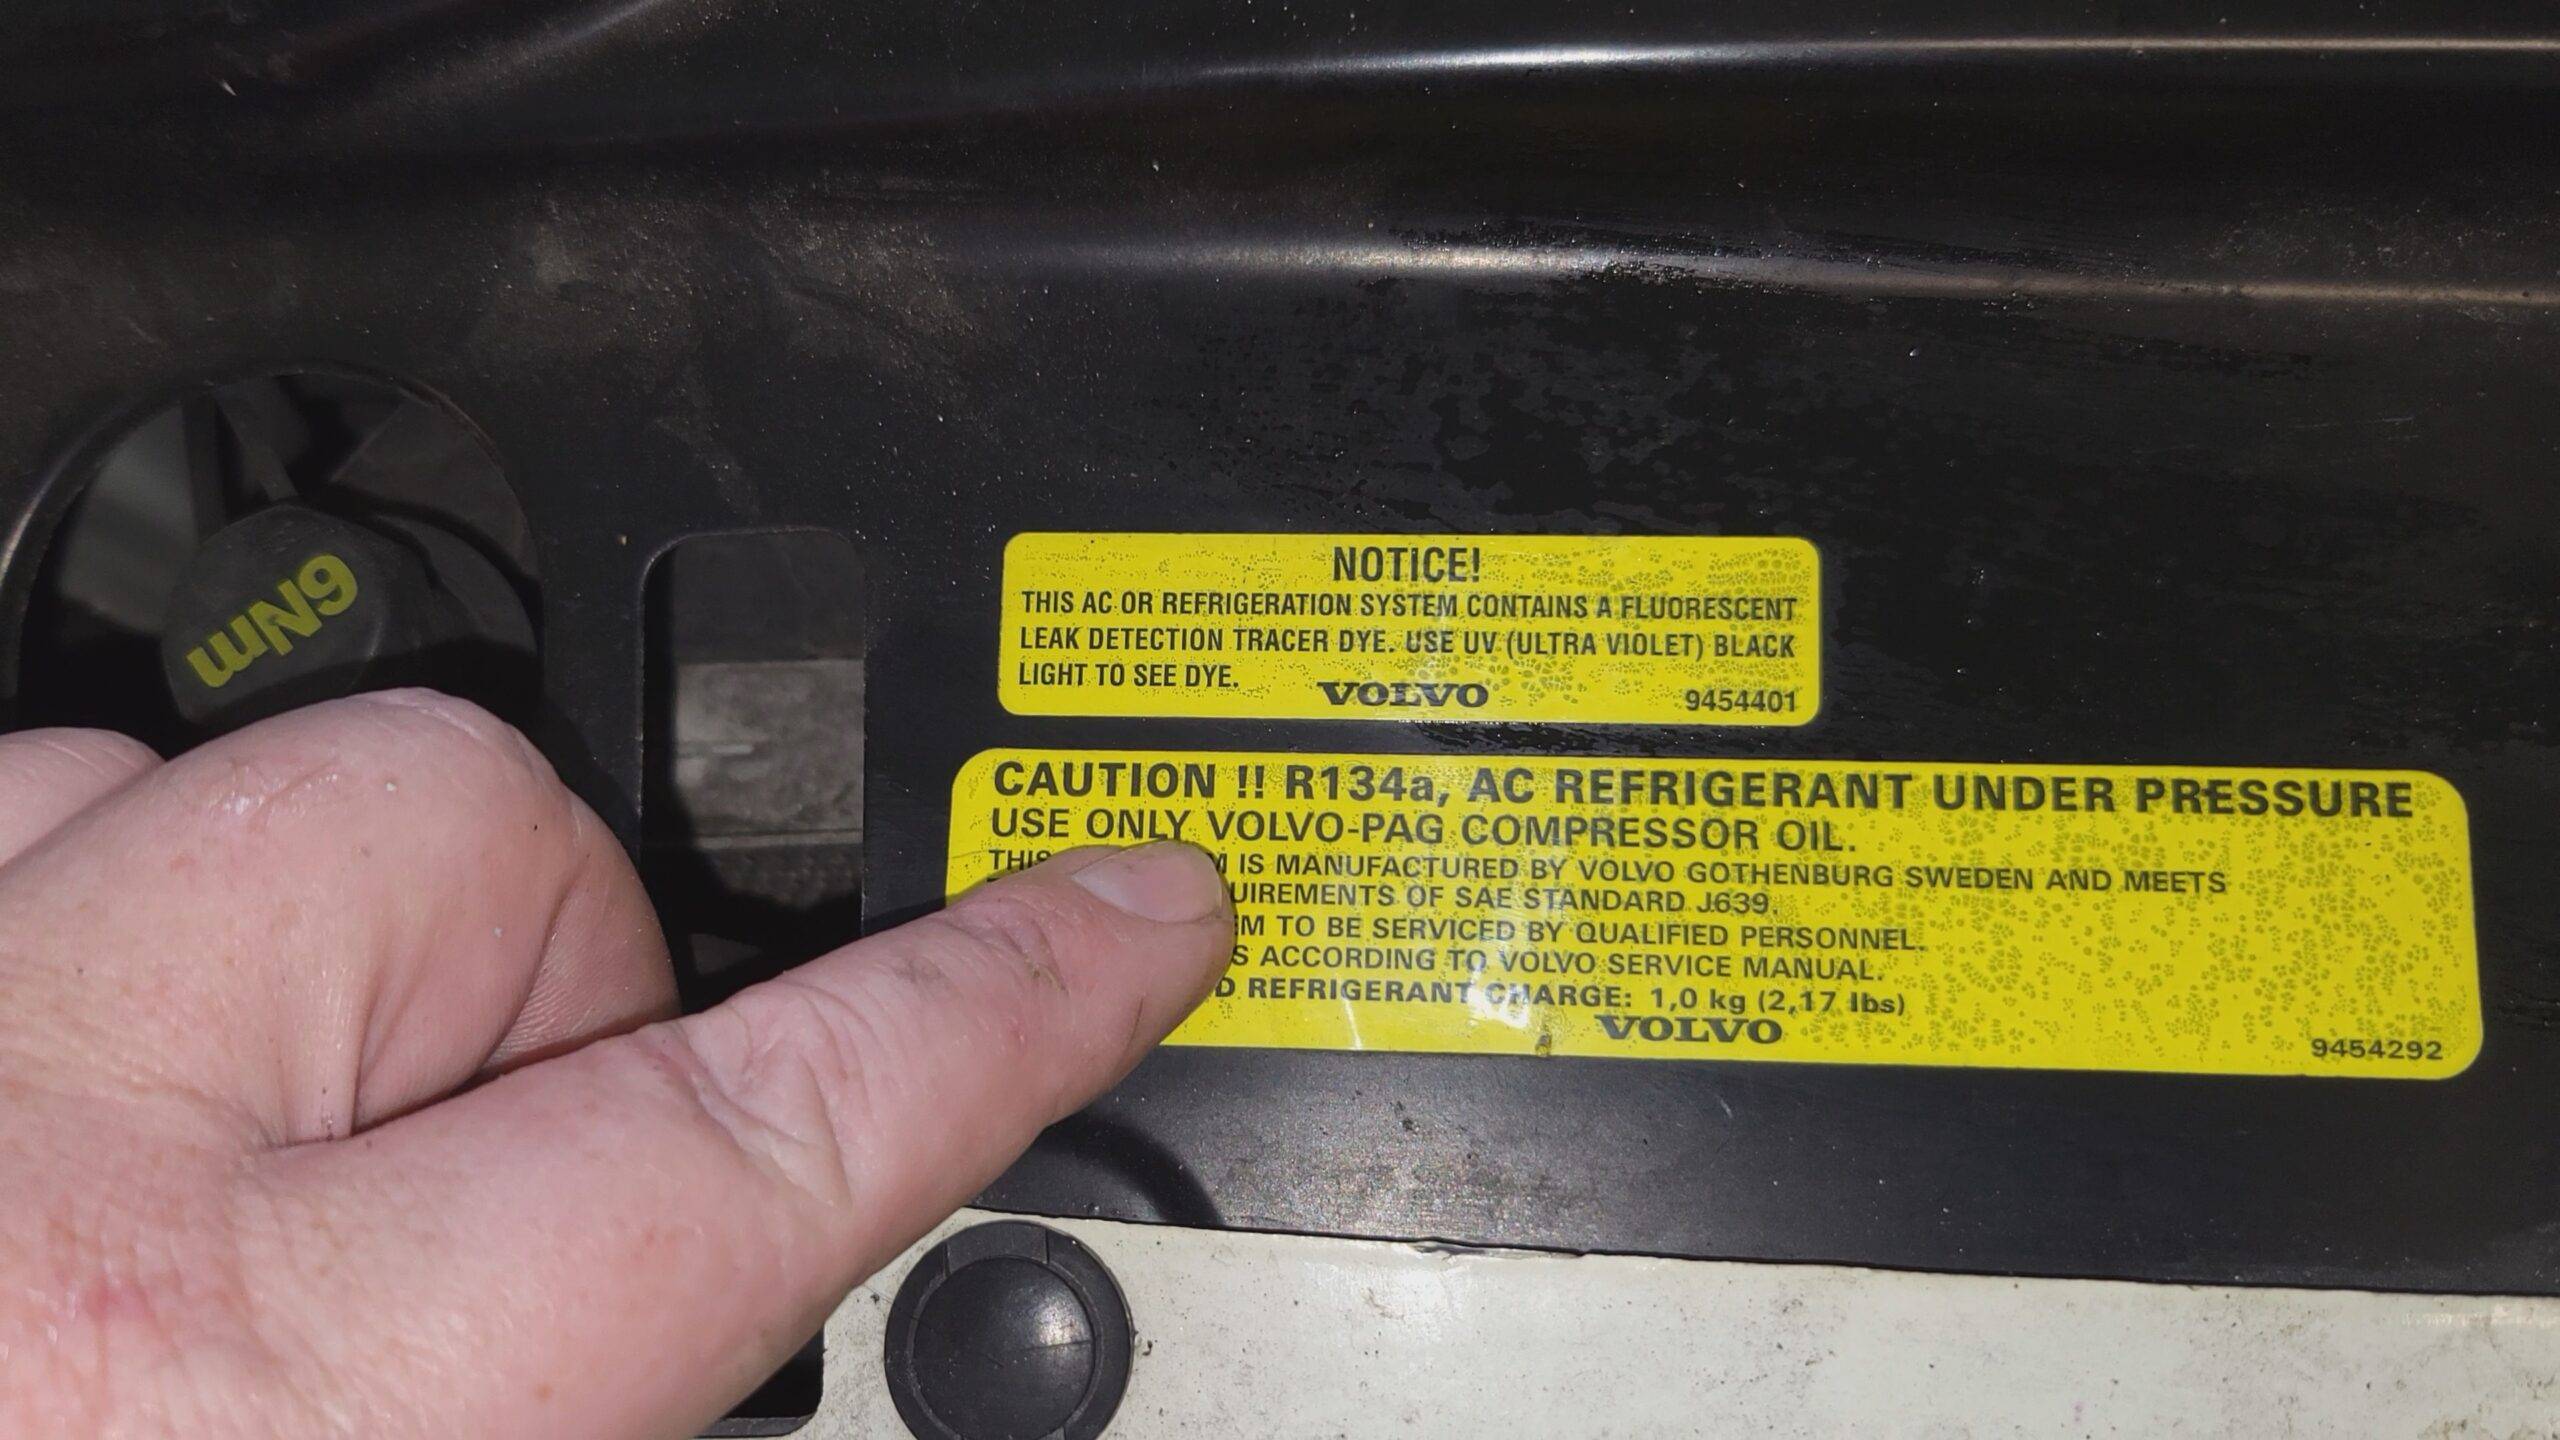 6Nm
NOTICE!
THIS AC OR REFRIGERATION SYSTEM CONTAINS A FLUORESCENT
LEAK DETECTION TRACER DYE. USE UV (ULTRA VIOLET) BLACK
LIGHT TO SEE DYE.
VOLVO 9454401
CAUTION !! R134a, AC REFRIGERANT UNDER PRESSURE
USE ONLY VOLVO-PAG COMPRESSOR OIL.
THIS IS MANUFACTURED BY VOLVO GOTHENBURG SWEDEN AND MEETS
OF SAE STANDARD J639.
TO BE SERVICED BY QUALIFIED PERSONNEL.
ACCORDING TO VOLVO SERVICE MANUAL.
REFRIGERANT CHARGE: 1,0 kg (2,17 lbs)
VOLVO
9454292